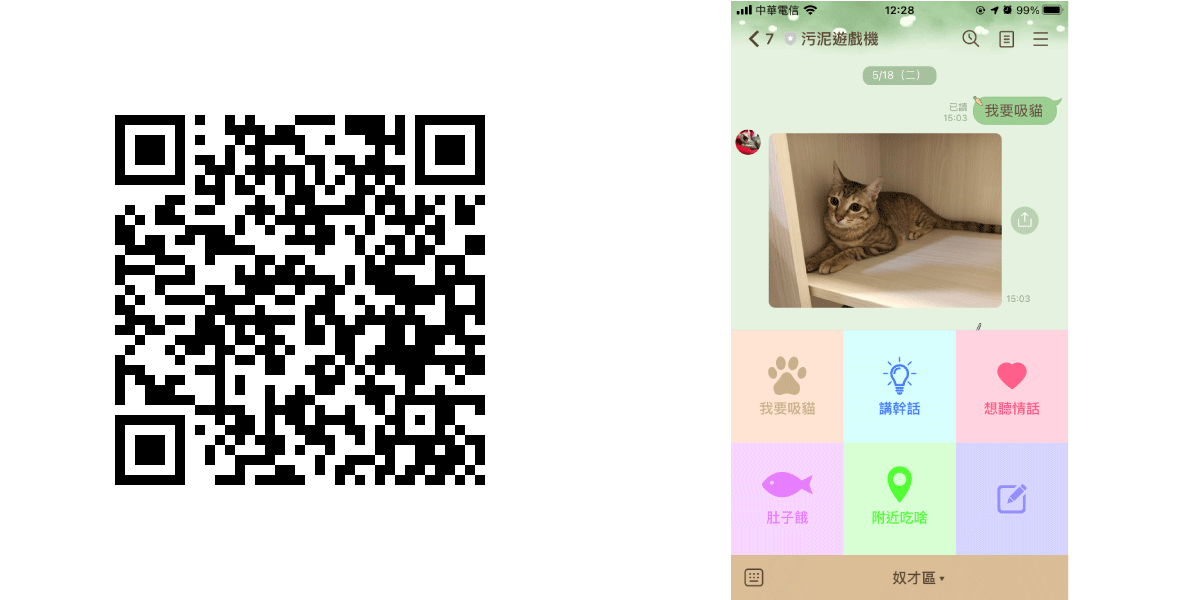 中華電信 12:28 99%
7 污泥遊戲機
5/18（二）
已讀
15:03
我要吸貓
15:03
我要吸貓 講幹話 想聽情話
肚子餓 附近吃啥
奴才區 ▾